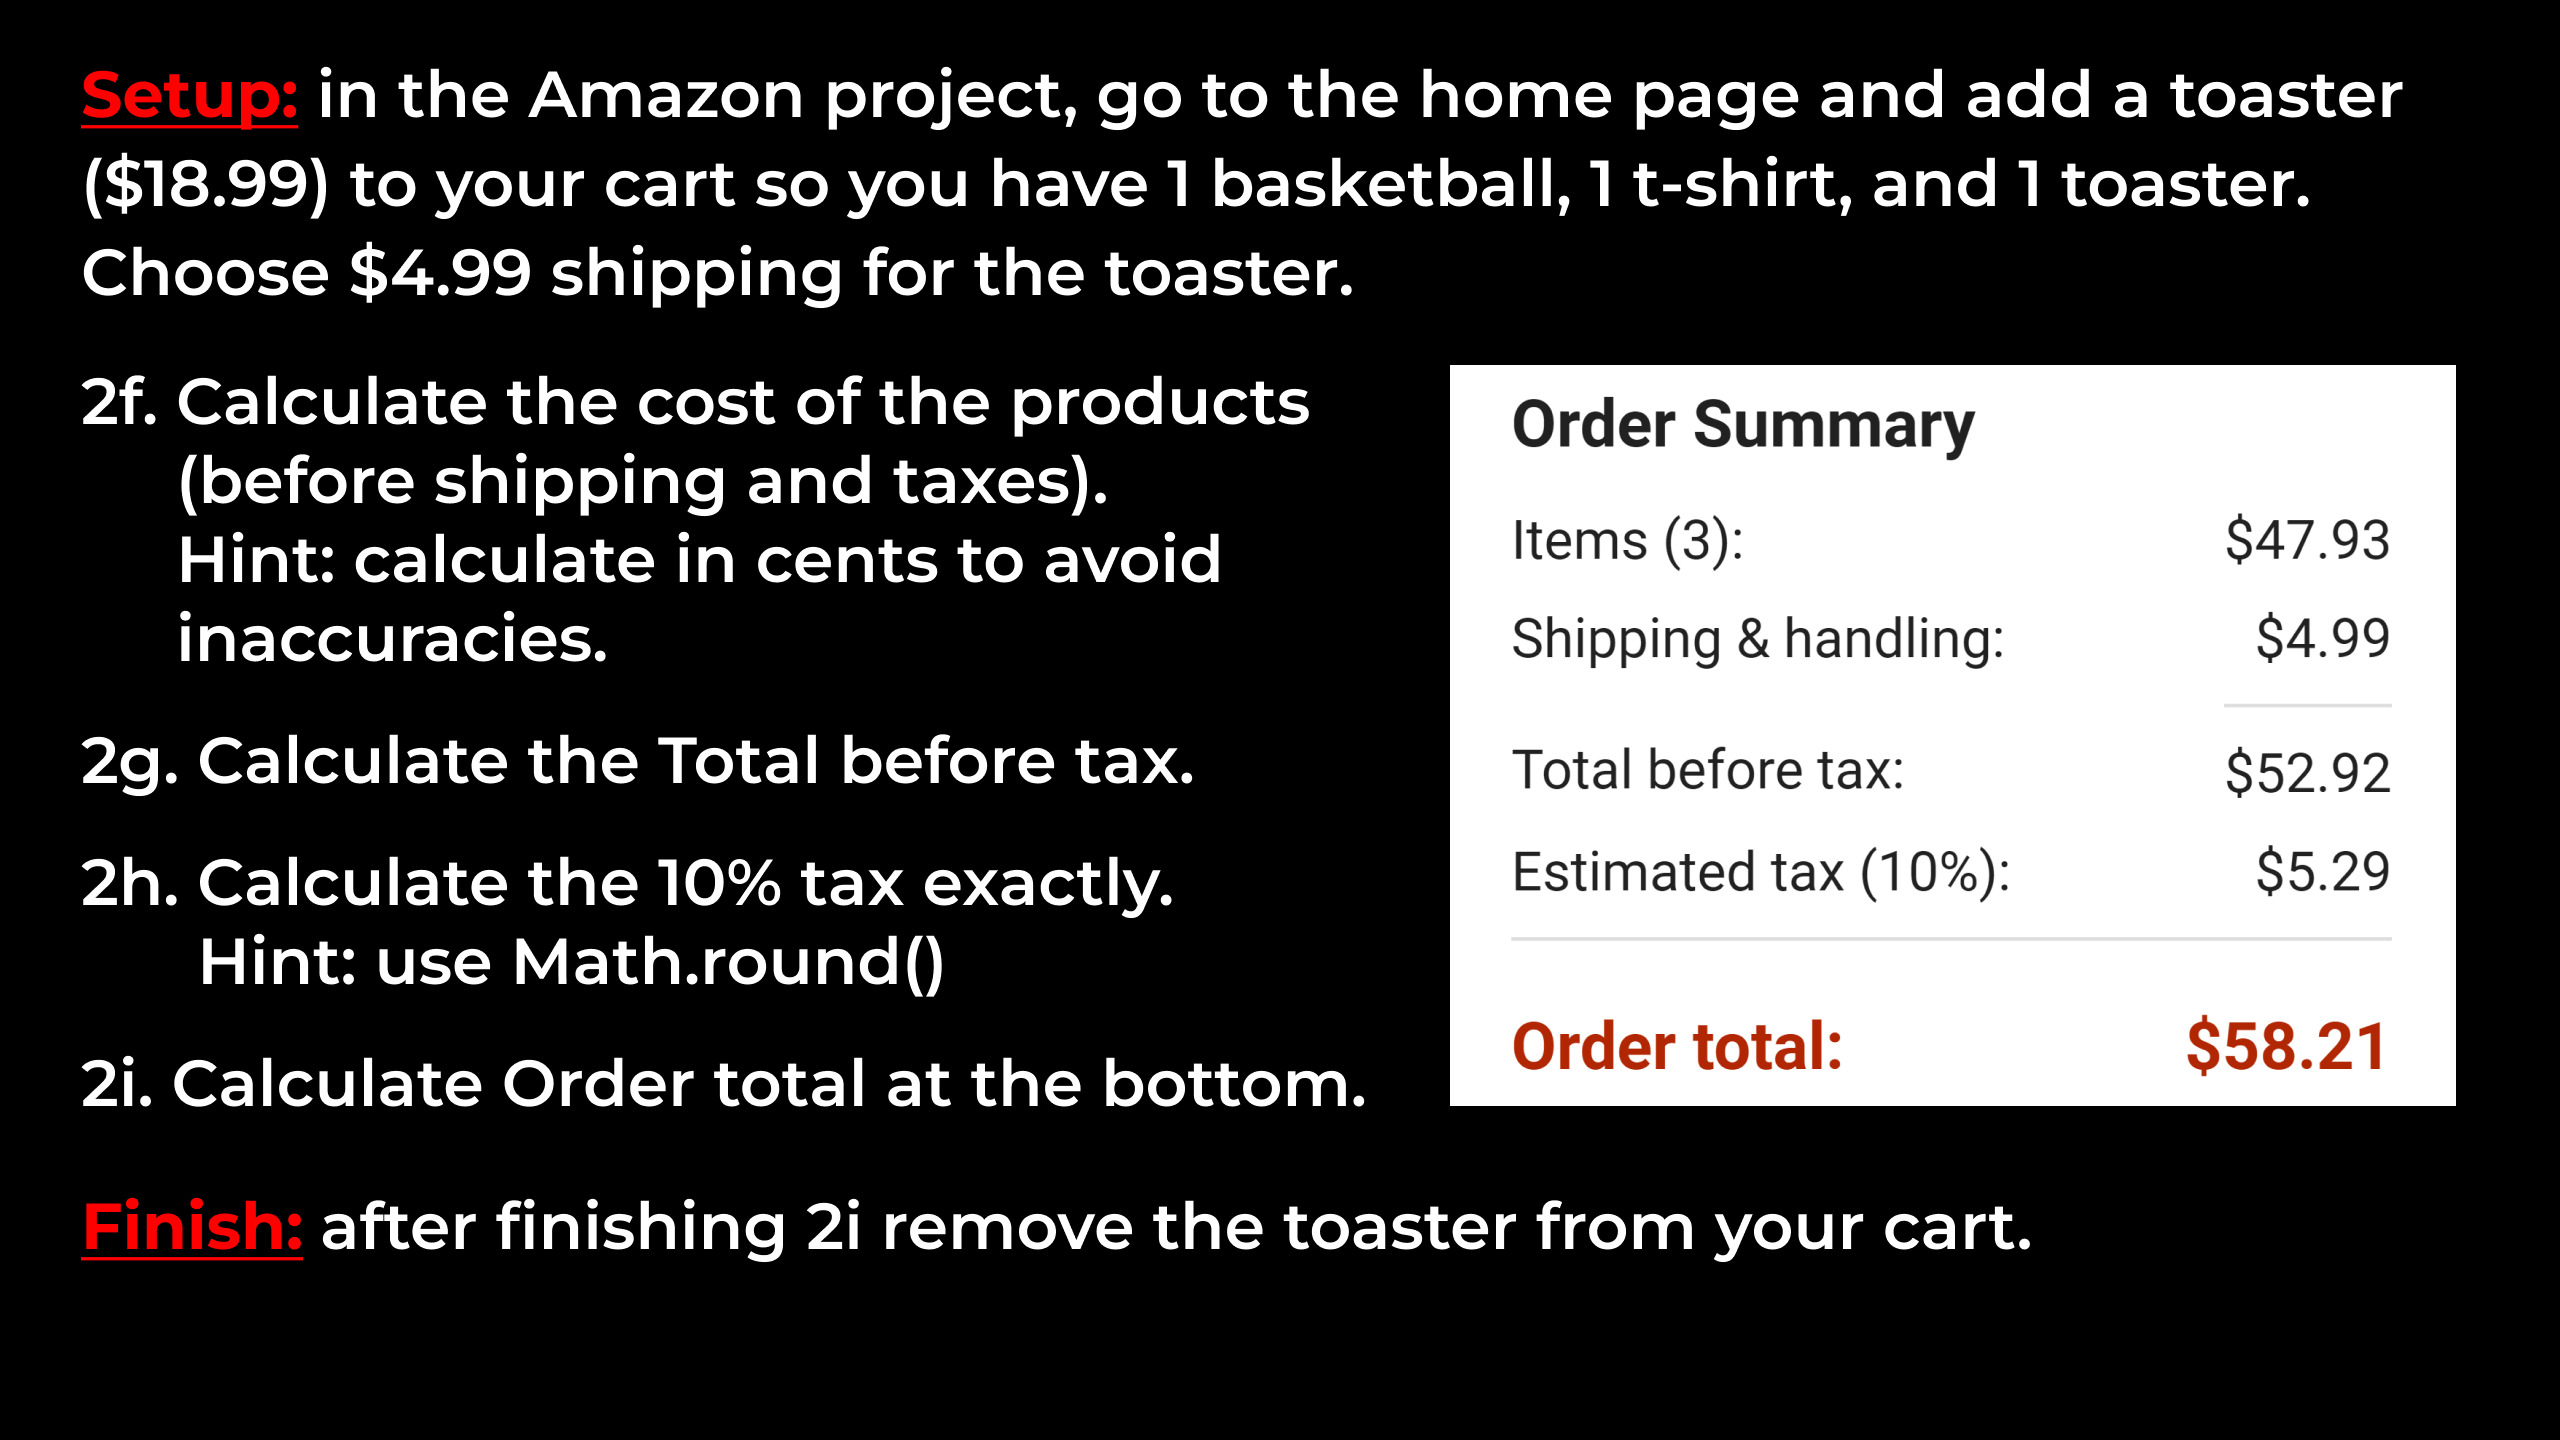 Setup: in the Amazon project, go to the home page and add a toaster
($18.99) to your cart so you have 1 basketball, 1 t-shirt, and 1 toaster.
Choose $4.99 shipping for the toaster.
2f. Calculate the cost of the products
(before shipping and taxes).
Hint: calculate in cents to avoid
inaccuracies.
2g. Calculate the Total before tax.
2h. Calculate the 10% tax exactly.
Hint: use Math.round()
2i. Calculate Order total at the bottom.
Order Summary
Items (3): $47.93
Shipping & handling: $4.99
Total before tax: $52.92
Estimated tax (10%): $5.29
Order total: $58.21
Finish: after finishing 2i remove the toaster from your cart.